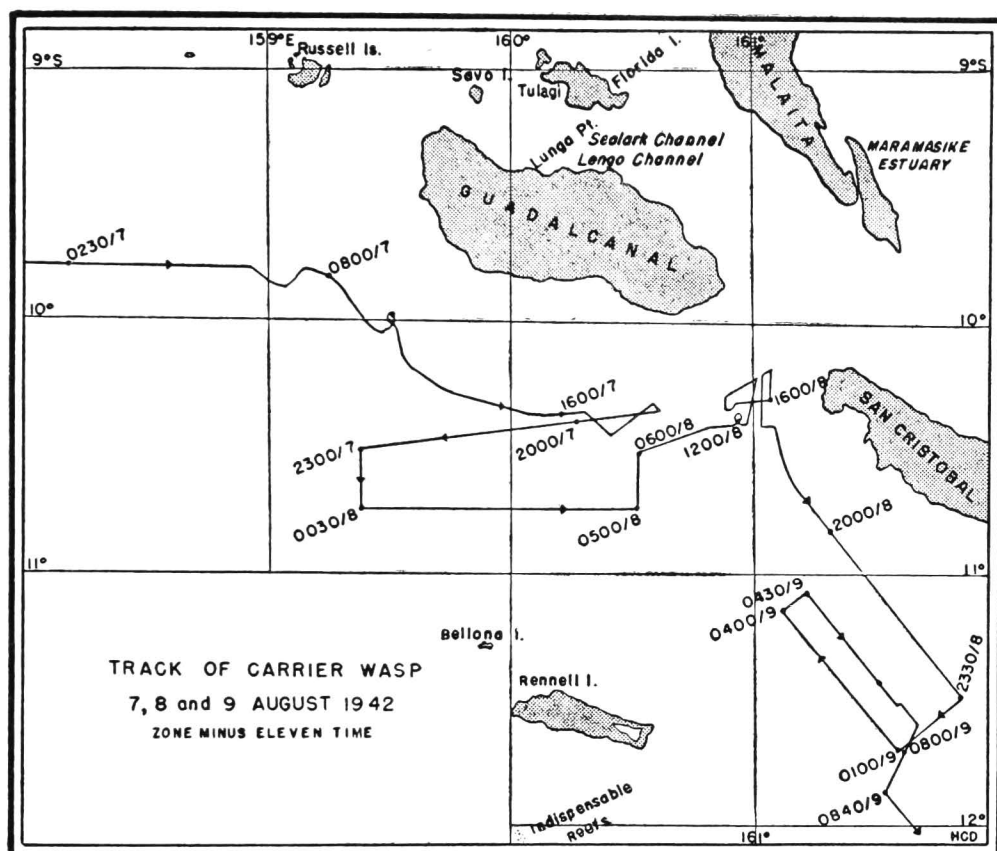 159°E
160°
161°
9°S
9°S
Russell Is.
Savo I.
Tulagi
Florida I.
MALAITA
Lunga Pt.
Sealark Channel
Lengo Channel
MARAMASIKE
ESTUARY
GUADALCANAL
0230/7
0800/7
10°
10°
1600/7
2000/7
2300/7
0030/8
0500/8
0600/8
1200/8
1600/8
SAN CRISTOBAL
2000/8
11°
11°
0430/9
0400/9
2330/8
Bellona I.
Rennell I.
TRACK OF CARRIER WASP
7, 8 and 9 AUGUST 1942
ZONE MINUS ELEVEN TIME
0100/9
0800/9
0840/9
Indispensable
Reefs
161°
12°
HGD